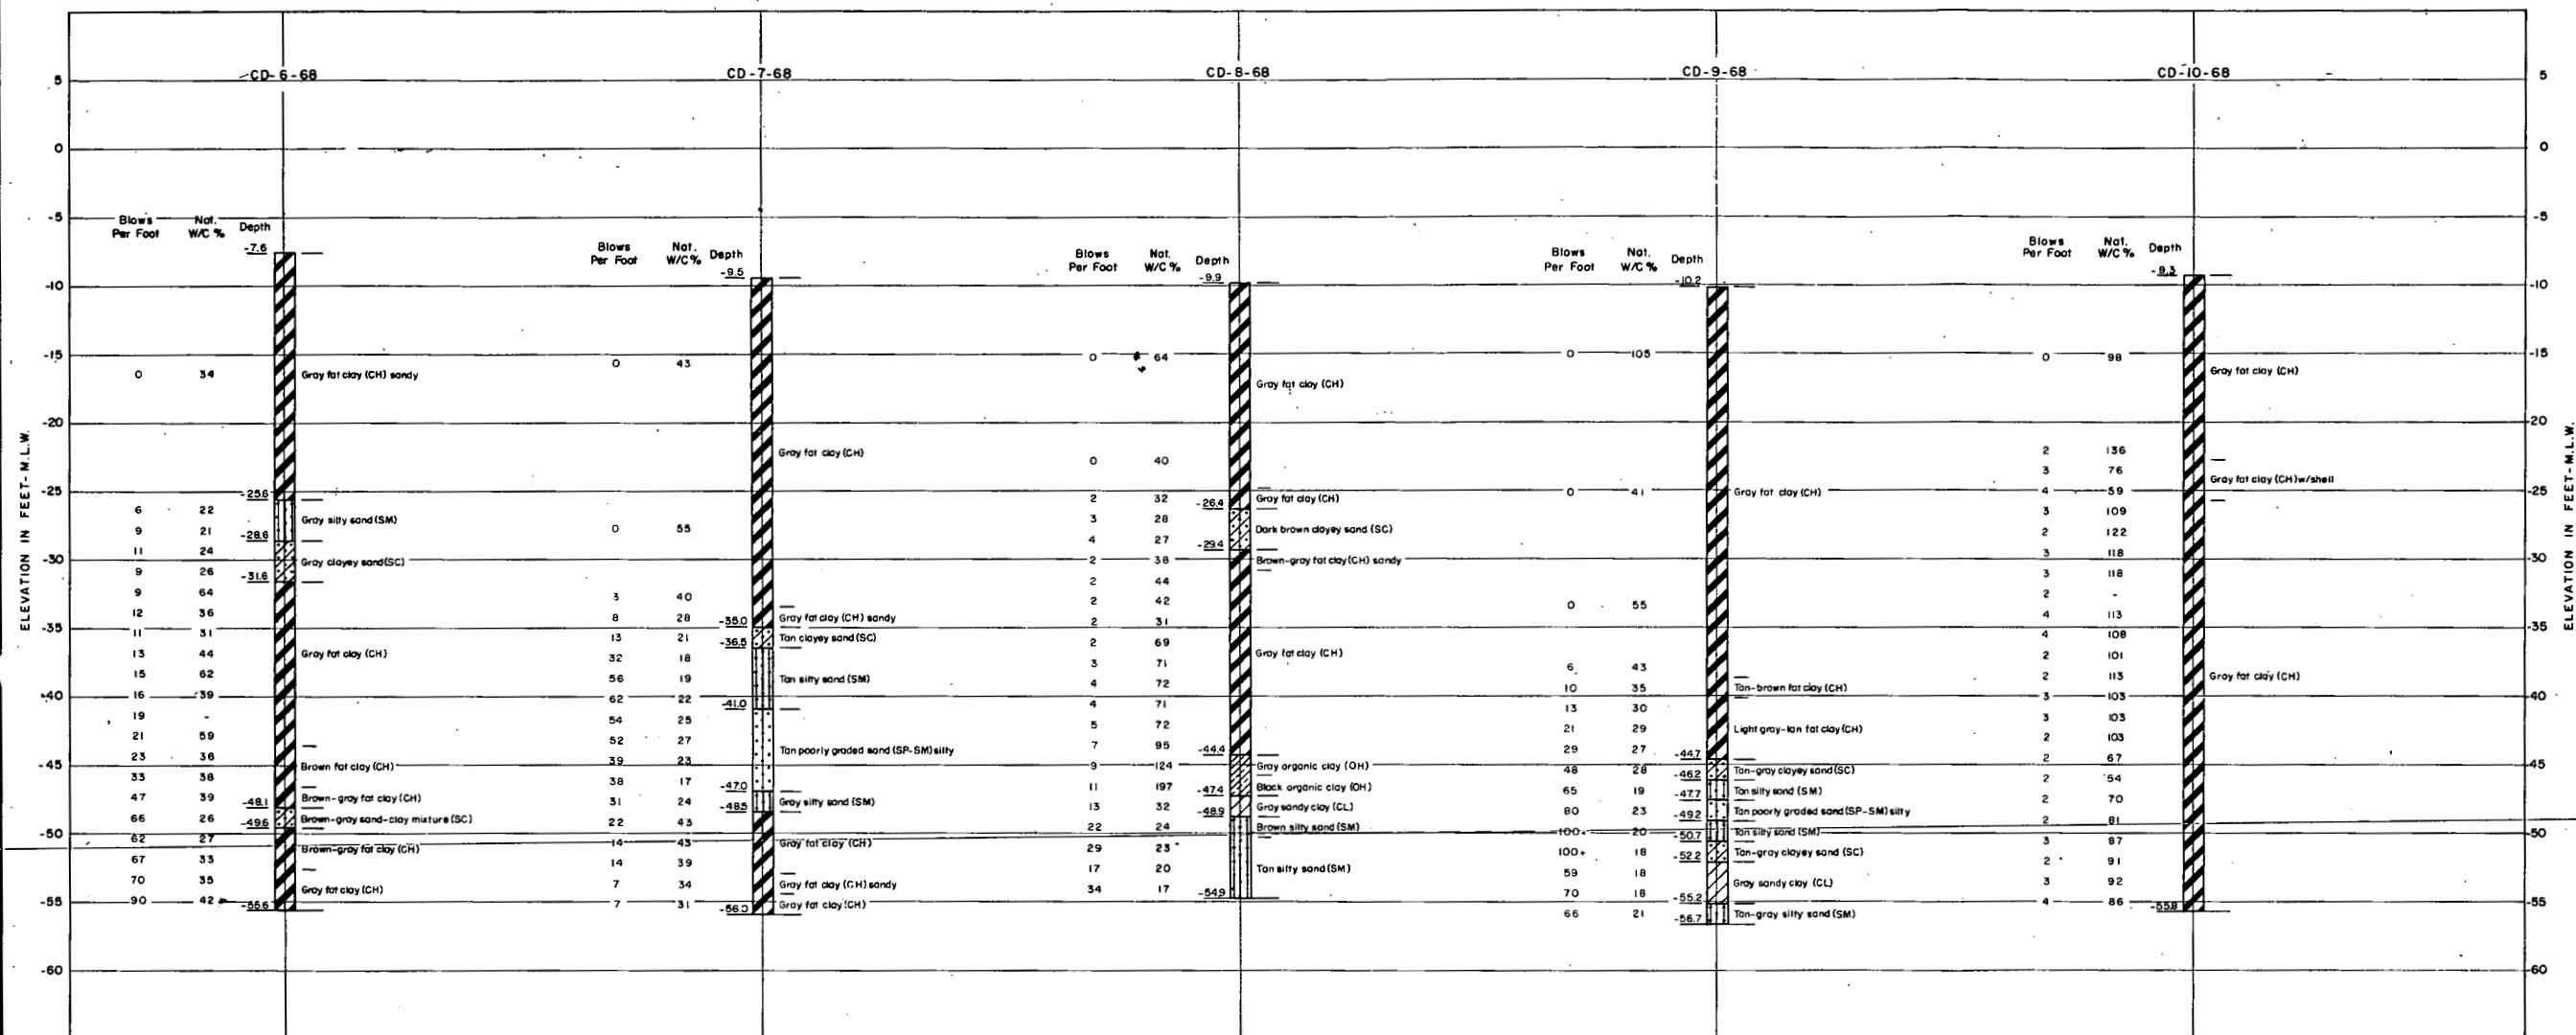 CD-6-68
CD-7-68
CD-8-68
CD-9-68
CD-10-68
ELEVATION IN FEET-M.L.W.
5
0
-5
-10
-15
-20
-25
-30
-35
-40
-45
-50
-55
-60
Blows Per Foot
Nat. W/C %
Depth
-7.6
0 34
Gray fat clay (CH) sandy
-25.6
6 22
Gray silty sand (SM)
9 21
-28.6
11 24
Gray clayey sand (SC)
9 26
-31.6
9 64
12 36
11 31
13 44
Gray fat clay (CH)
15 62
16 39
19 -
21 59
23 36
Brown fat clay (CH)
33 38
47 39
Brown-gray fat clay (CH)
-48.1
66 26
Brown-gray sand-clay mixture (SC)
-49.6
62 27
Brown-gray fat clay (CH)
67 33
70 35
Gray fat clay (CH)
90 42
-55.6
Blows Per Foot
Nat. W/C %
Depth
-9.5
0 43
Gray fat clay (CH)
0 55
3 40
8 28
Gray fat clay (CH) sandy
-35.0
13 21
Tan clayey sand (SC)
-36.5
32 18
56 19
Tan silty sand (SM)
62 22
-41.0
54 25
52 27
Tan poorly graded sand (SP-SM) silty
39 23
38 17
-47.0
31 24
Gray silty sand (SM)
-48.5
22 43
14 43
Gray fat clay (CH)
14 39
7 34
Gray fat clay (CH) sandy
7 31
Gray fat clay (CH)
-56.0
Blows Per Foot
Nat. W/C %
Depth
-9.9
0 64
Gray fat clay (CH)
0 40
2 32
Gray fat clay (CH)
-26.4
3 28
Dark brown clayey sand (SC)
4 27
-29.4
2 38
Brown-gray fat clay (CH) sandy
2 44
2 42
2 31
2 69
Gray fat clay (CH)
3 71
4 72
4 71
5 72
7 95
-44.4
9 124
Gray organic clay (OH)
11 197
Black organic clay (OH)
-47.4
13 32
Gray sandy clay (CL)
-48.9
22 24
Brown silty sand (SM)
29 23
17 20
Tan silty sand (SM)
34 17
-54.9
Blows Per Foot
Nat. W/C %
Depth
-10.2
0 105
0 41
Gray fat clay (CH)
0 55
6 43
10 35
Tan-brown fat clay (CH)
13 30
21 29
Light gray-tan fat clay (CH)
29 27
-44.7
48 28
Tan-gray clayey sand (SC)
-46.2
65 19
Tan silty sand (SM)
-47.7
80 23
Tan poorly graded sand (SP-SM) silty
-49.2
100+ 20
Tan silty sand (SM)
-50.7
100+ 18
Tan-gray clayey sand (SC)
-52.2
59 18
Gray sandy clay (CL)
70 18
-55.2
66 21
Tan-gray silty sand (SM)
-56.7
Blows Per Foot
Nat. W/C %
Depth
-9.3
0 98
Gray fat clay (CH)
2 136
3 76
Gray fat clay (CH) w/shell
4 59
3 109
2 122
3 118
3 118
2 -
4 113
4 108
2 101
2 113
Gray fat clay (CH)
3 103
3 103
2 103
2 67
2 54
2 70
2 81
3 87
2 91
3 92
4 86
-55.8
5
0
-5
-10
-15
-20
-25
-30
-35
-40
-45
-50
-55
-60
ELEVATION IN FEET-M.L.W.